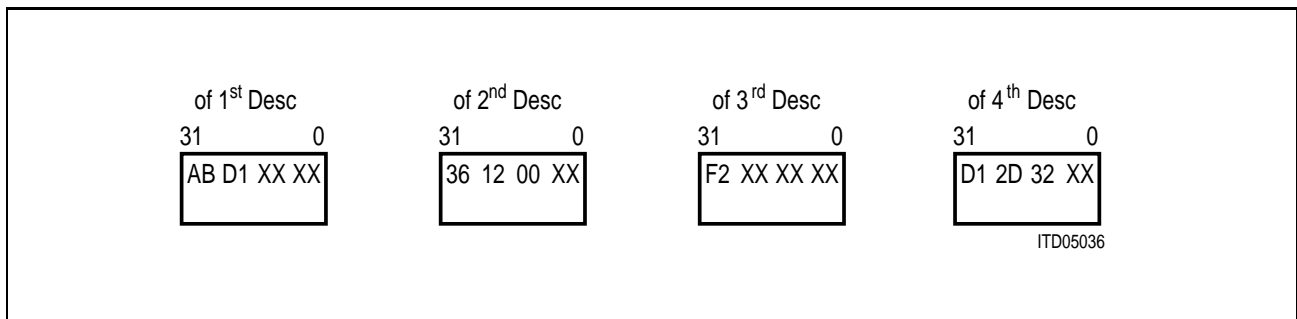 of 1st Desc of 2nd Desc of 3rd Desc of 4th Desc
31 0 31 0 31 0 31 0
AB D1 XX XX 36 12 00 XX F2 XX XX XX D1 2D 32 XX
ITD05036